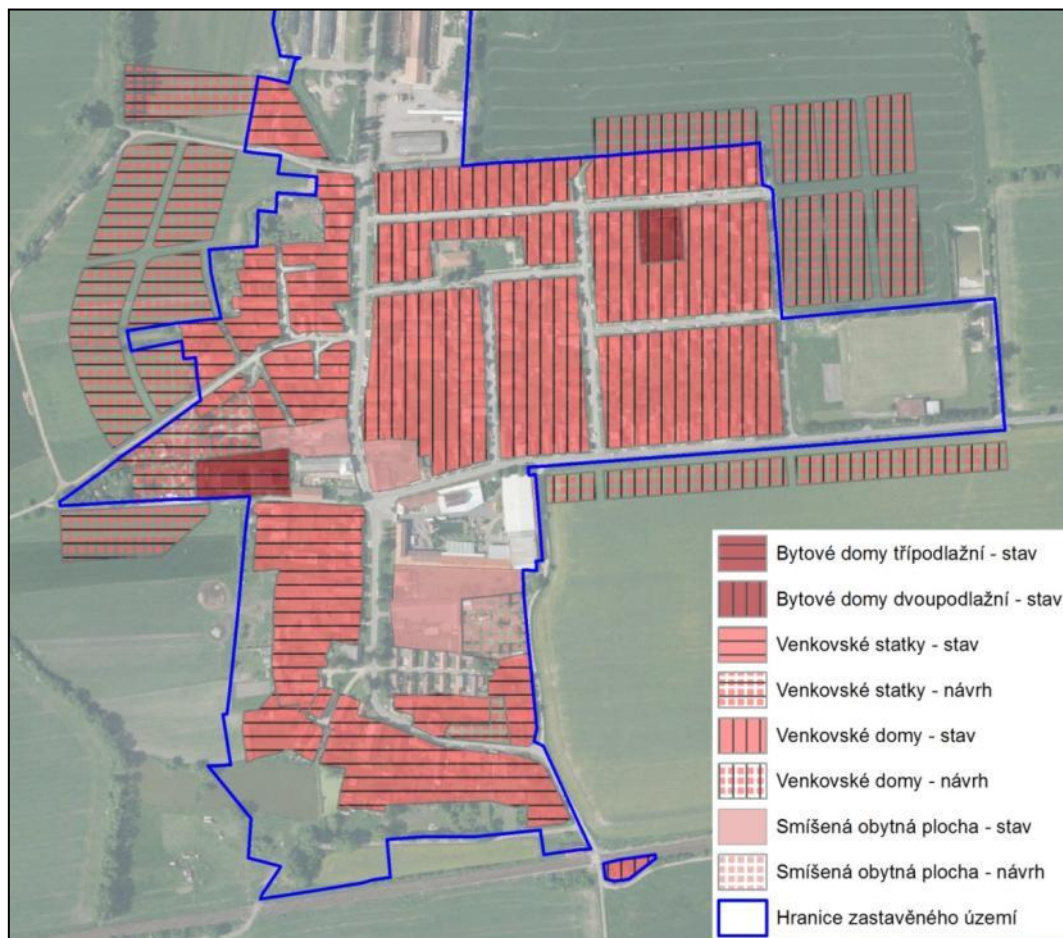 Bytové domy třípodlažní - stav
Bytové domy dvoupodlažní - stav
Venkovské statky - stav
Venkovské statky - návrh
Venkovské domy - stav
Venkovské domy - návrh
Smíšená obytná plocha - stav
Smíšená obytná plocha - návrh
Hranice zastavěného území